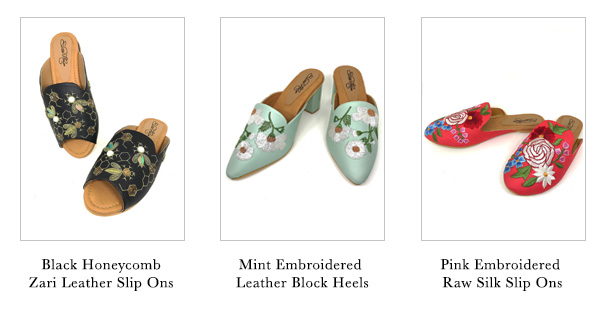 Black Honeycomb
Zari Leather Slip Ons
Mint Embroidered
Leather Block Heels
Pink Embroidered
Raw Silk Slip Ons